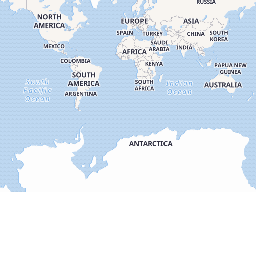 RUSSIA
NORTH
AMERICA
EUROPE
ASIA
SPAIN
TURKEY
CHINA
SOUTH
KOREA
MEXICO
AFRICA
SAUDI
ARABIA
INDIA
COLOMBIA
KENYA
PAPUA NEW
GUINEA
SOUTH
AMERICA
SOUTH
AFRICA
AUSTRALIA
ARGENTINA
South
Pacific
Ocean
Indian
Ocean
ANTARCTICA